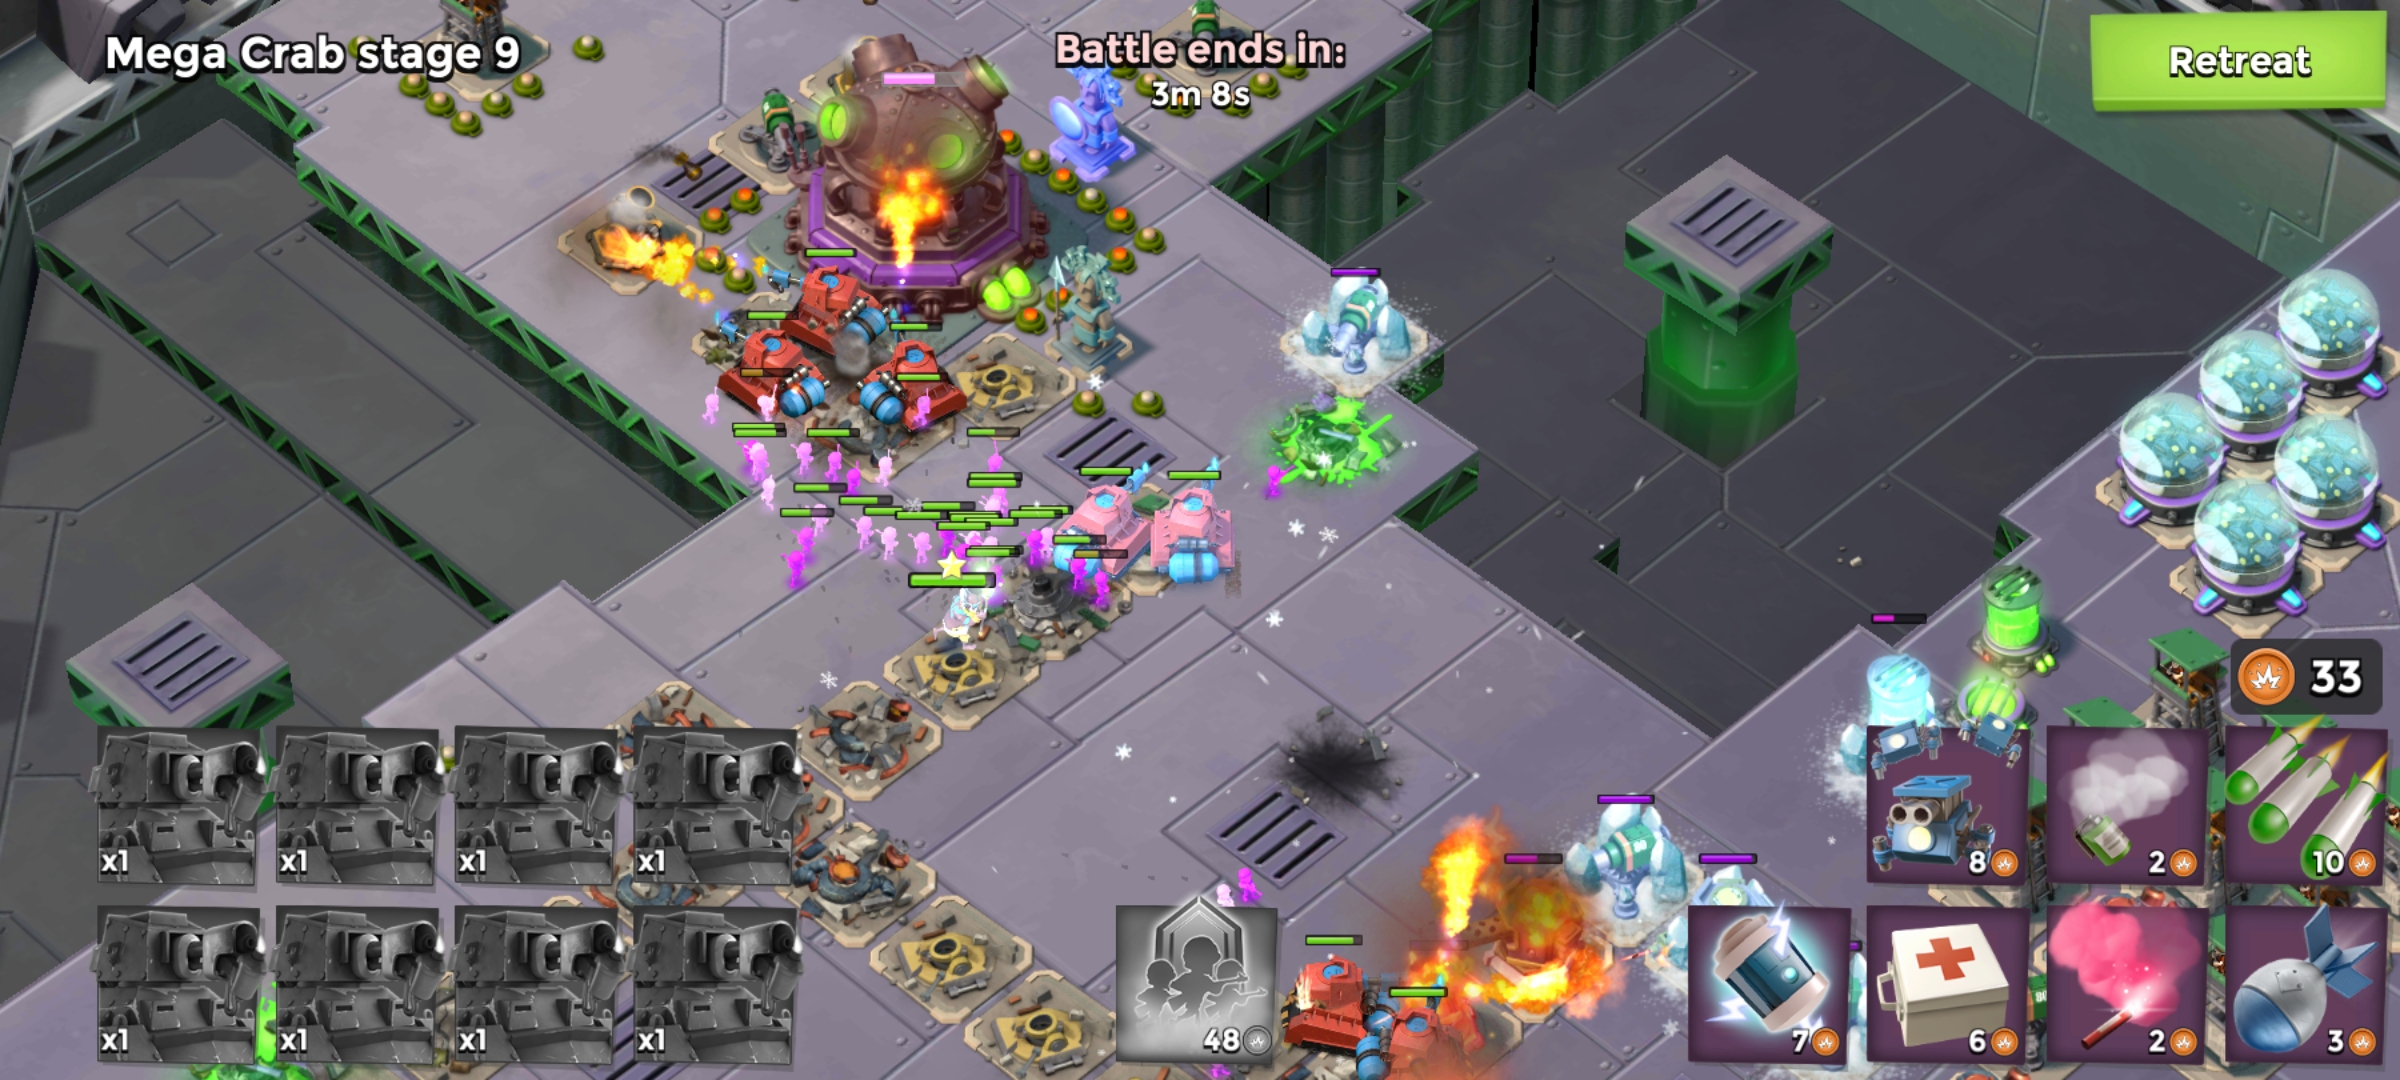 Mega Crab stage 9
Battle ends in:
3m 8s
Retreat
33
x1
x1
x1
x1
8
2
10
x1
x1
x1
x1
48
7
6
2
3